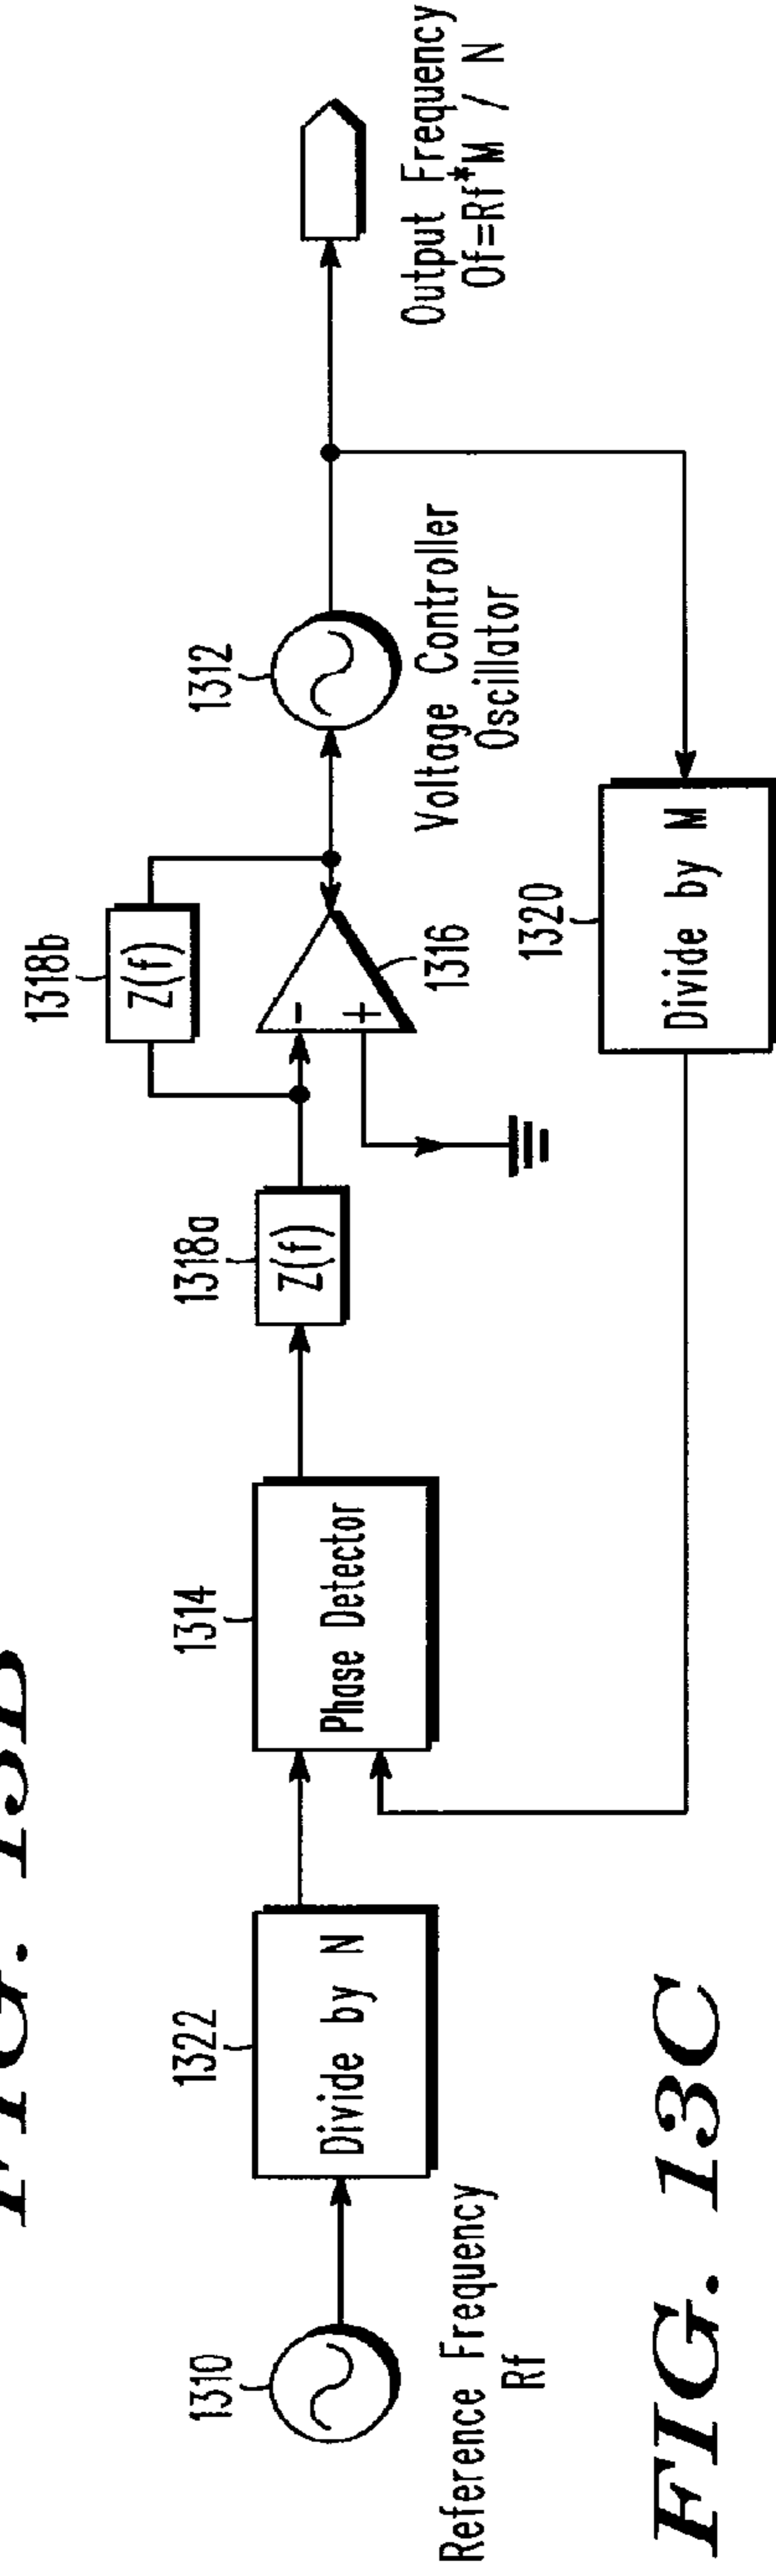 1310
Reference Frequency
Rf
1322
Divide by N
1314
Phase Detector
1318a
Z(f)
1318b
Z(f)
-
+
1316
1312
Voltage Controller
Oscillator
1320
Divide by M
Output Frequency
Of=Rf*M / N
FIG. 13C